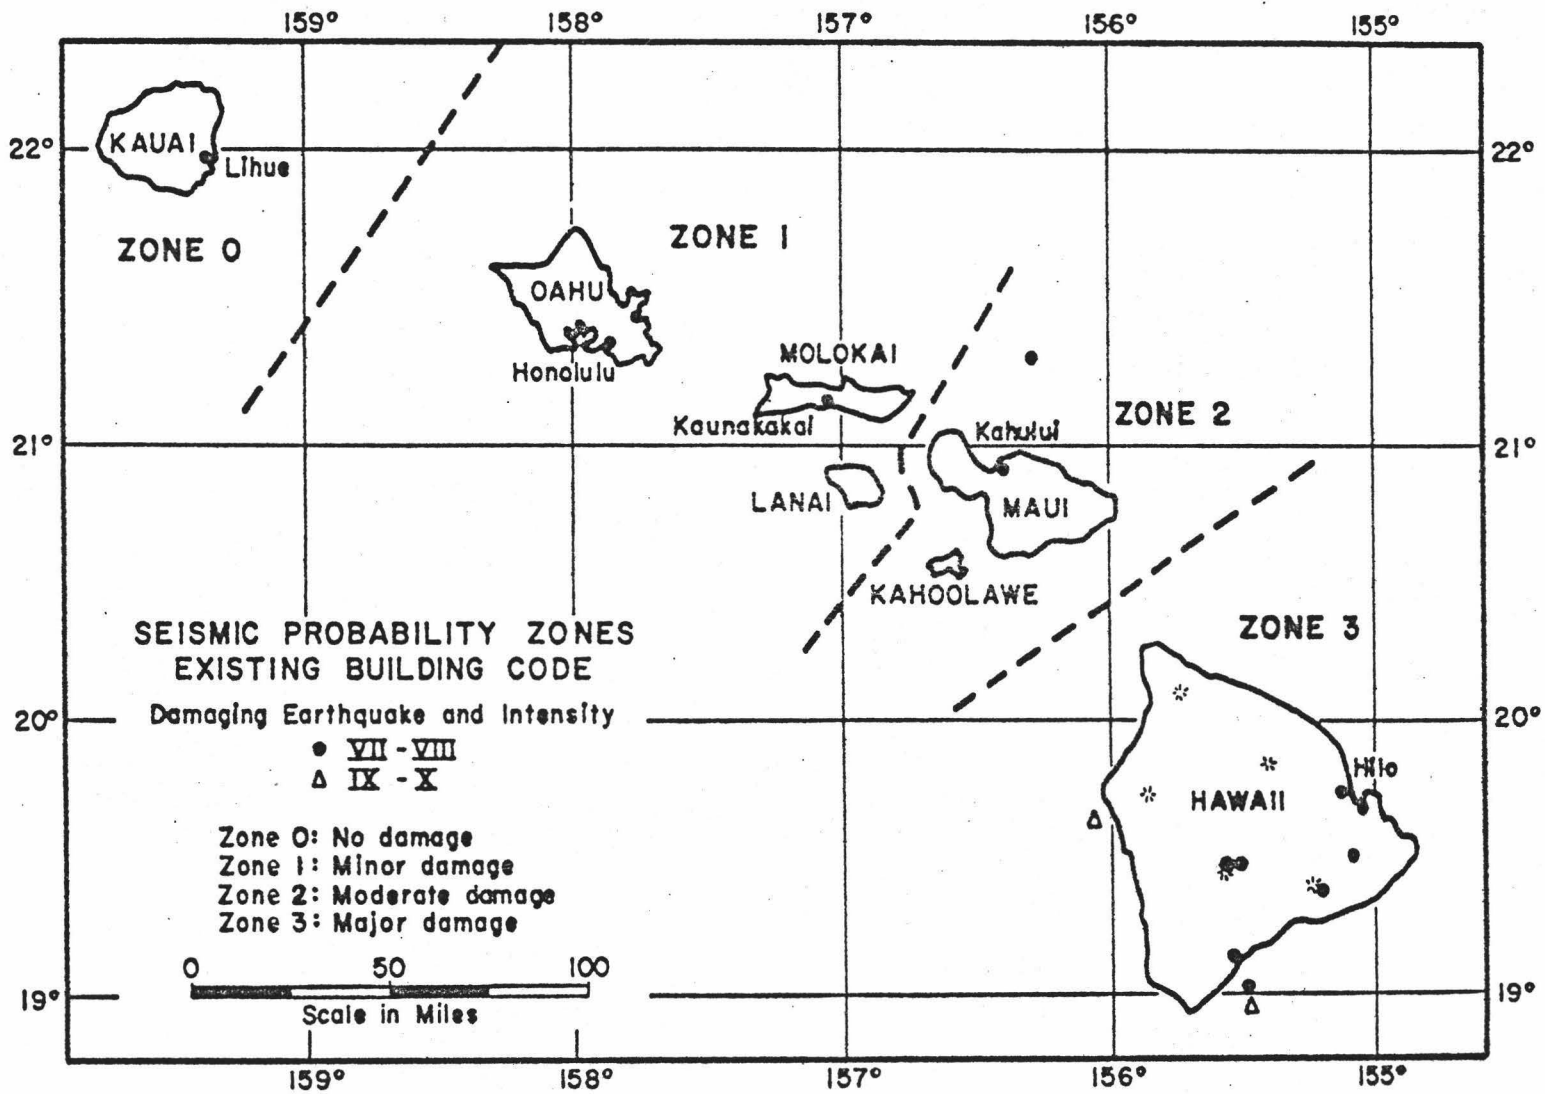 159° 158° 157° 156° 155°
KAUAI
22° 22°
Lihue
ZONE 0
ZONE 1
OAHU
Honolulu
MOLOKAI
Kaunakakai
ZONE 2
Kahului
21° 21°
LANAI
MAUI
KAHOOLAWE
ZONE 3
SEISMIC PROBABILITY ZONES
EXISTING BUILDING CODE
Damaging Earthquake and Intensity
VII - VIII
IX - X
20° 20°
Hilo
HAWAII
Zone 0: No damage
Zone 1: Minor damage
Zone 2: Moderate damage
Zone 3: Major damage
0 50 100
Scale in Miles
19° 19°
159° 158° 157° 156° 155°